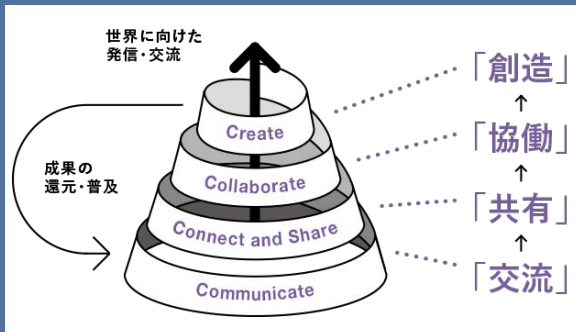 世界に向けた
発信・交流
成果の
還元・普及
Create
Collaborate
Connect and Share
Communicate
「創造」
↑
「協働」
↑
「共有」
↑
「交流」